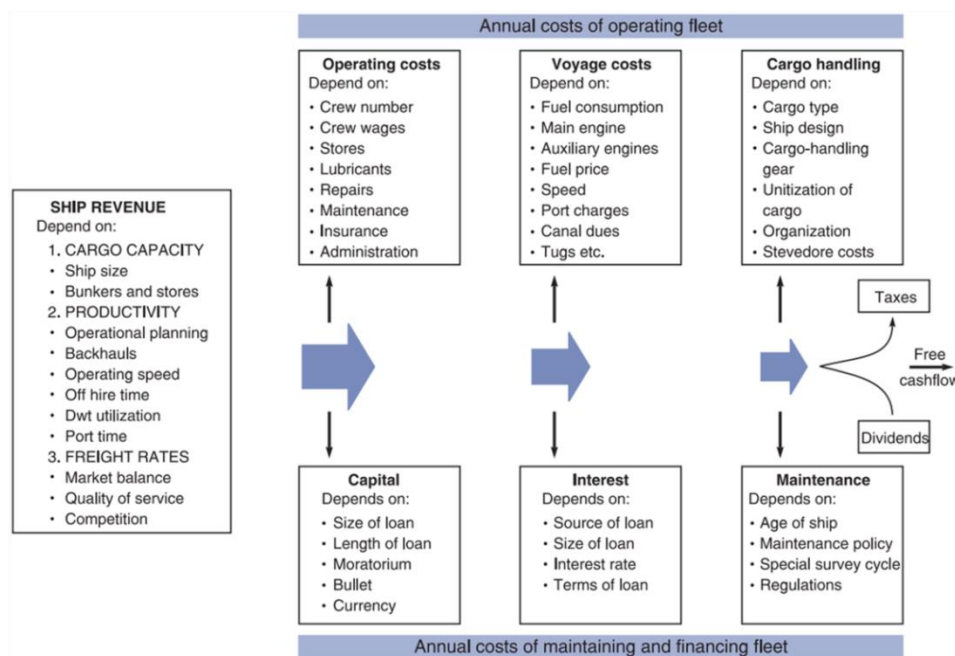 Annual costs of operating fleet
SHIP REVENUE
Depend on:
1. CARGO CAPACITY
• Ship size
• Bunkers and stores
2. PRODUCTIVITY
• Operational planning
• Backhauls
• Operating speed
• Off hire time
• Dwt utilization
• Port time
3. FREIGHT RATES
• Market balance
• Quality of service
• Competition
Operating costs
Depend on:
• Crew number
• Crew wages
• Stores
• Lubricants
• Repairs
• Maintenance
• Insurance
• Administration
Voyage costs
Depend on:
• Fuel consumption
• Main engine
• Auxiliary engines
• Fuel price
• Speed
• Port charges
• Canal dues
• Tugs etc.
Cargo handling
Depend on:
• Cargo type
• Ship design
• Cargo-handling
gear
• Unitization of
cargo
• Organization
• Stevedore costs
Taxes
Free
cashflow
Dividends
Capital
Depends on:
• Size of loan
• Length of loan
• Moratorium
• Bullet
• Currency
Interest
Depends on:
• Source of loan
• Size of loan
• Interest rate
• Terms of loan
Maintenance
Depends on:
• Age of ship
• Maintenance policy
• Special survey cycle
• Regulations
Annual costs of maintaining and financing fleet